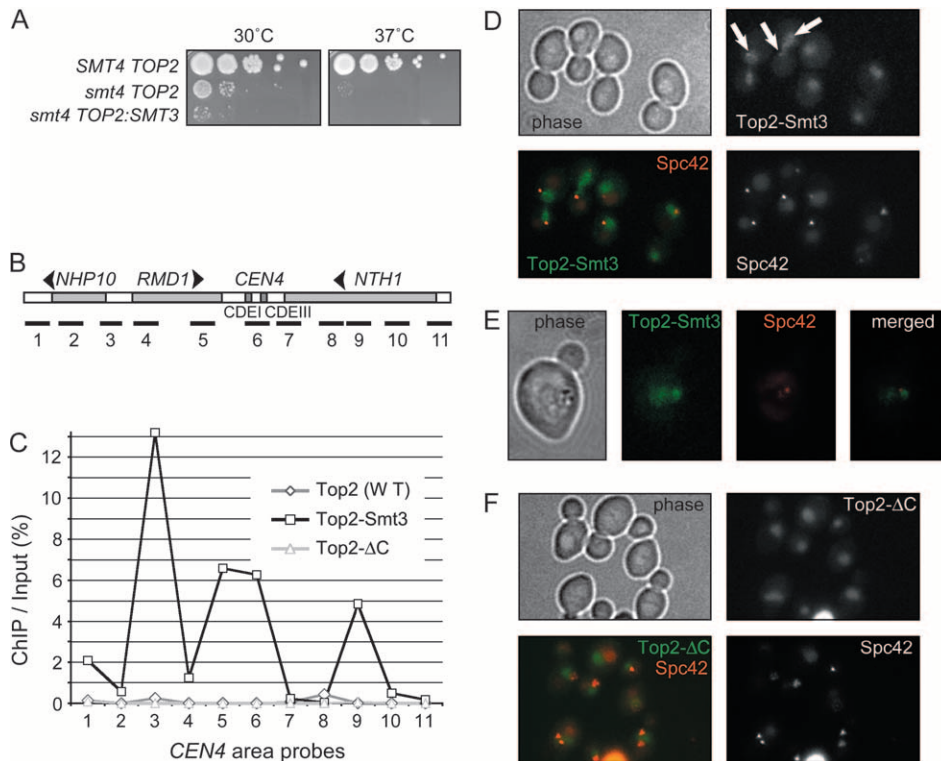 A
30˚C 37˚C
SMT4 TOP2
smt4 TOP2
smt4 TOP2:SMT3
B
NHP10 RMD1 CEN4 NTH1
CDEI CDEIII
1 2 3 4 5 6 7 8 9 10 11
C
ChIP / Input (%)
12
10
8
6
4
2
0
Top2 (W T)
Top2-Smt3
Top2-ΔC
1 2 3 4 5 6 7 8 9 10 11
CEN4 area probes
D
phase
Top2-Smt3
Spc42
Top2-Smt3
Spc42
E
phase
Top2-Smt3
Spc42
merged
F
phase
Top2-ΔC
Top2-ΔC
Spc42
Spc42